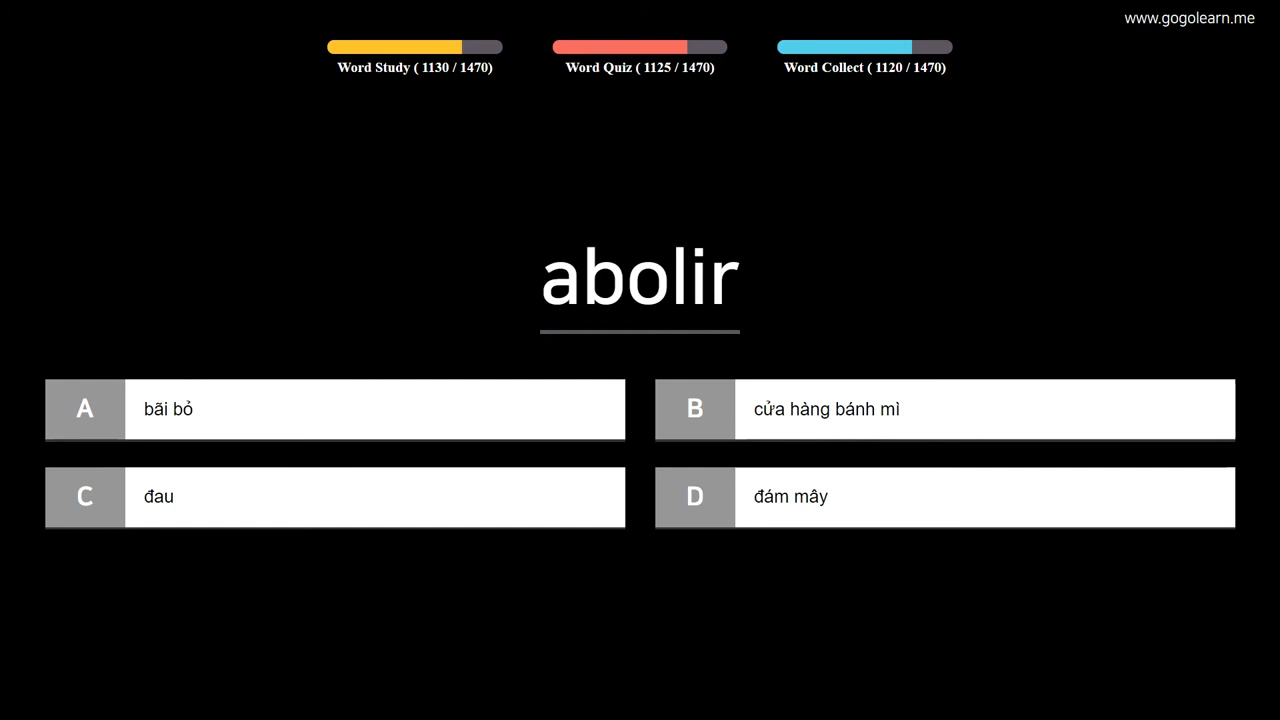 www.gogolearn.me
Word Study ( 1130 / 1470)
Word Quiz ( 1125 / 1470)
Word Collect ( 1120 / 1470)
abolir
A bãi bỏ
B cửa hàng bánh mì
C đau
D đám mây